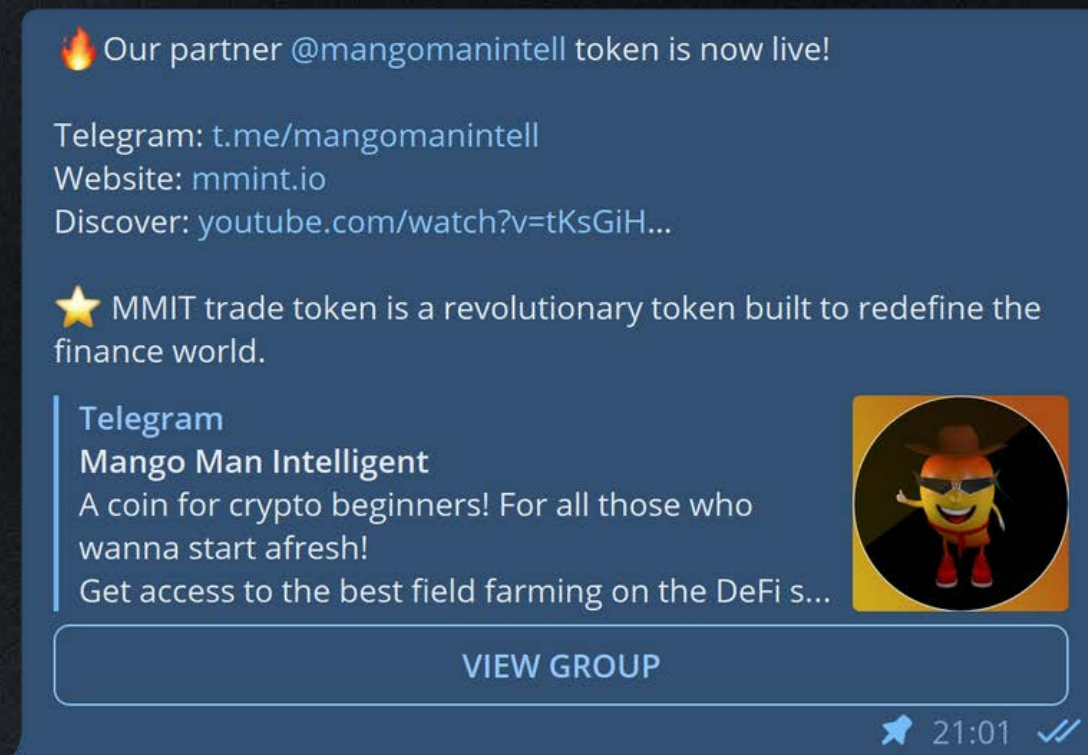 🔥Our partner @mangomanintell token is now live!
Telegram: t.me/mangomanintell
Website: mmint.io
Discover: youtube.com/watch?v=tKsGiH...
⭐ MMIT trade token is a revolutionary token built to redefine the
finance world.
Telegram
Mango Man Intelligent
A coin for crypto beginners! For all those who
wanna start afresh!
Get access to the best field farming on the DeFi s...
VIEW GROUP
21:01